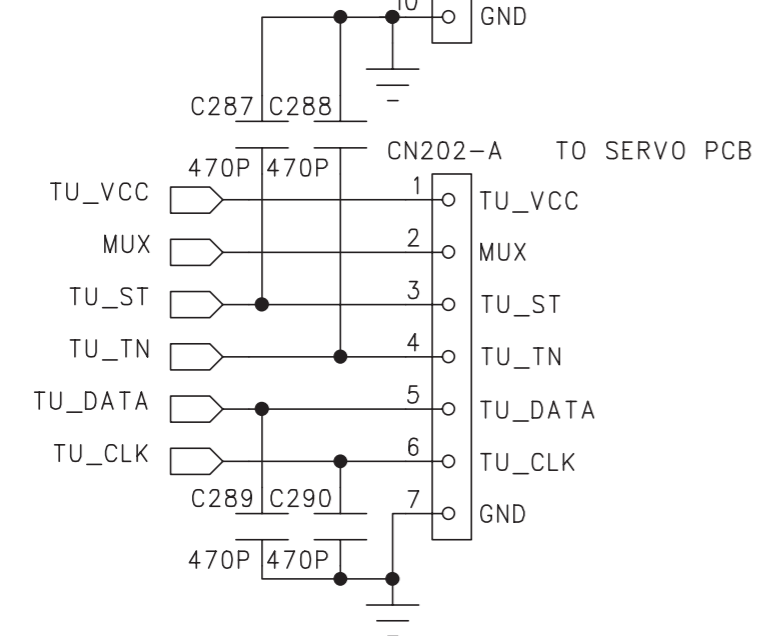 10
GND
C287 C288
CN202-A TO SERVO PCB
470P 470P
TU_VCC 1 TU_VCC
MUX 2 MUX
TU_ST 3 TU_ST
TU_TN 4 TU_TN
TU_DATA 5 TU_DATA
TU_CLK 6 TU_CLK
C289 C290 7 GND
470P 470P